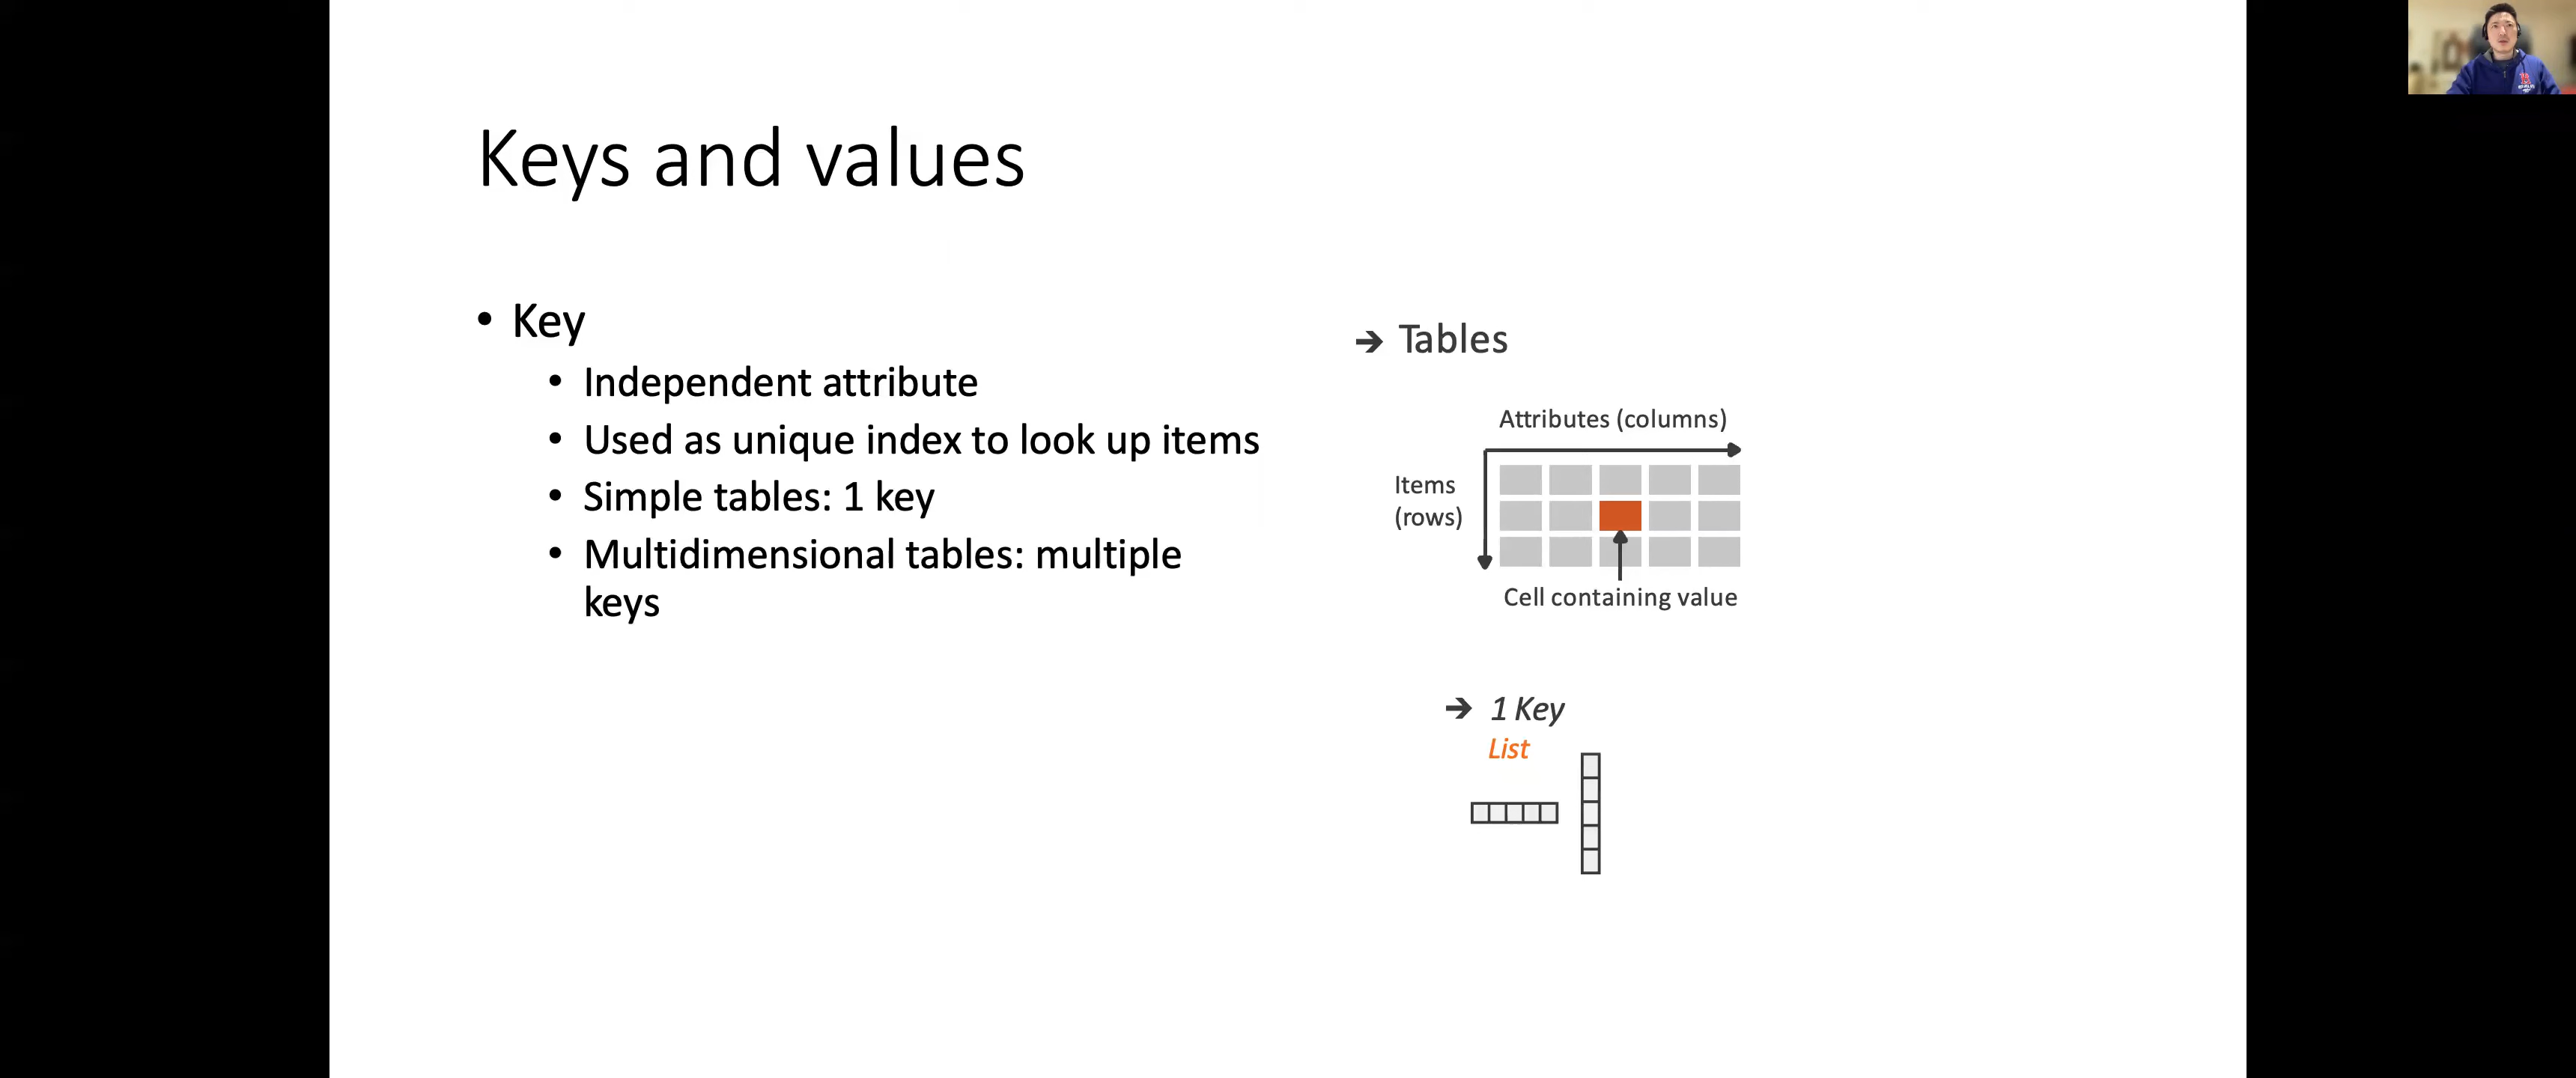 Keys and values
• Key
• Independent attribute
• Used as unique index to look up items
• Simple tables: 1 key
• Multidimensional tables: multiple
keys
➔ Tables
Attributes (columns)
Items
(rows)
Cell containing value
➔ 1 Key
List